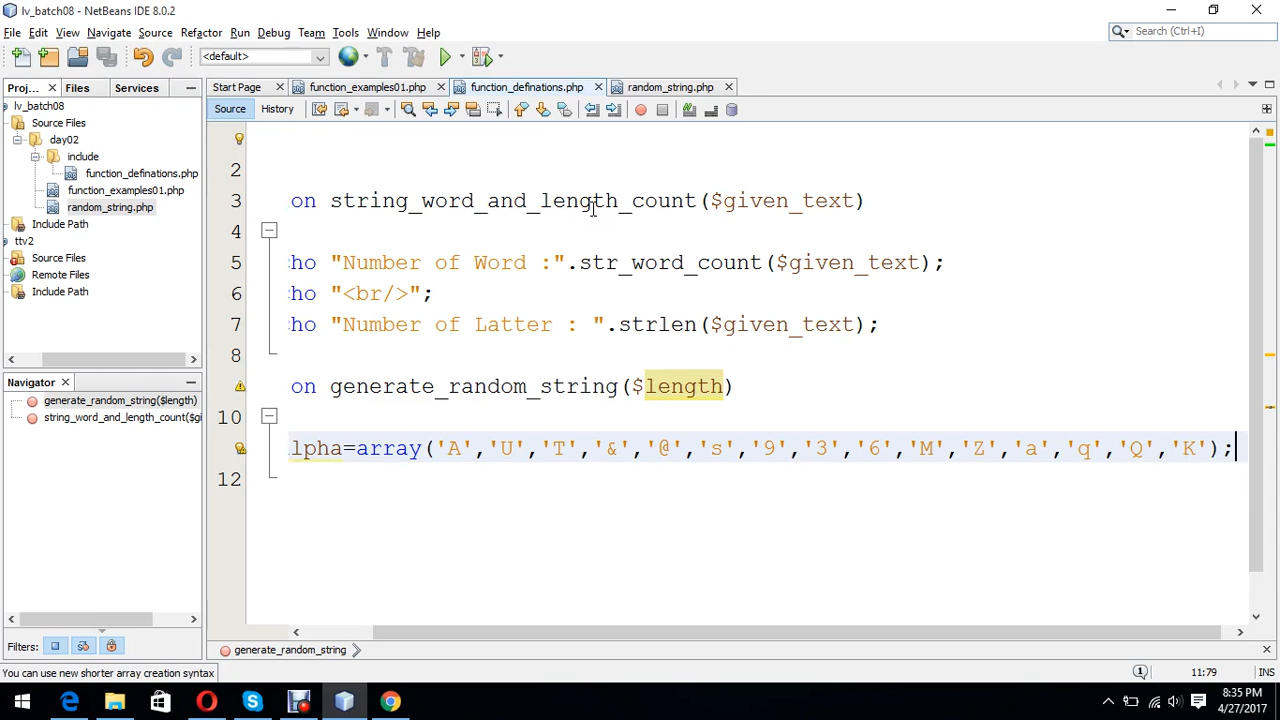 lv_batch08 - NetBeans IDE 8.0.2
File Edit View Navigate Source Refactor Run Debug Team Tools Window Help
Search (Ctrl+I)
<default>
Proj... Files Services
Start Page function_examples01.php function_defnations.php random_string.php
Source History
lv_batch08
Source Files
day02
include
function_defnations.php
function_examples01.php
random_string.php
Include Path
ttv2
Source Files
Remote Files
Include Path
2
3 on string_word_and_length_count($given_text)
4
5 ho "Number of Word :".str_word_count($given_text);
6 ho "<br/>";
7 ho "Number of Latter : ".strlen($given_text);
8
on generate_random_string($length)
10
lpha=array('A','U','T','&','@','s','9','3','6','M','Z','a','q','Q','K');
12
Navigator
generate_random_string($length)
string_word_and_length_count($gi
Filters:
generate_random_string
You can use new shorter array creation syntax
1
11:79
INS
8:35 PM
4/27/2017